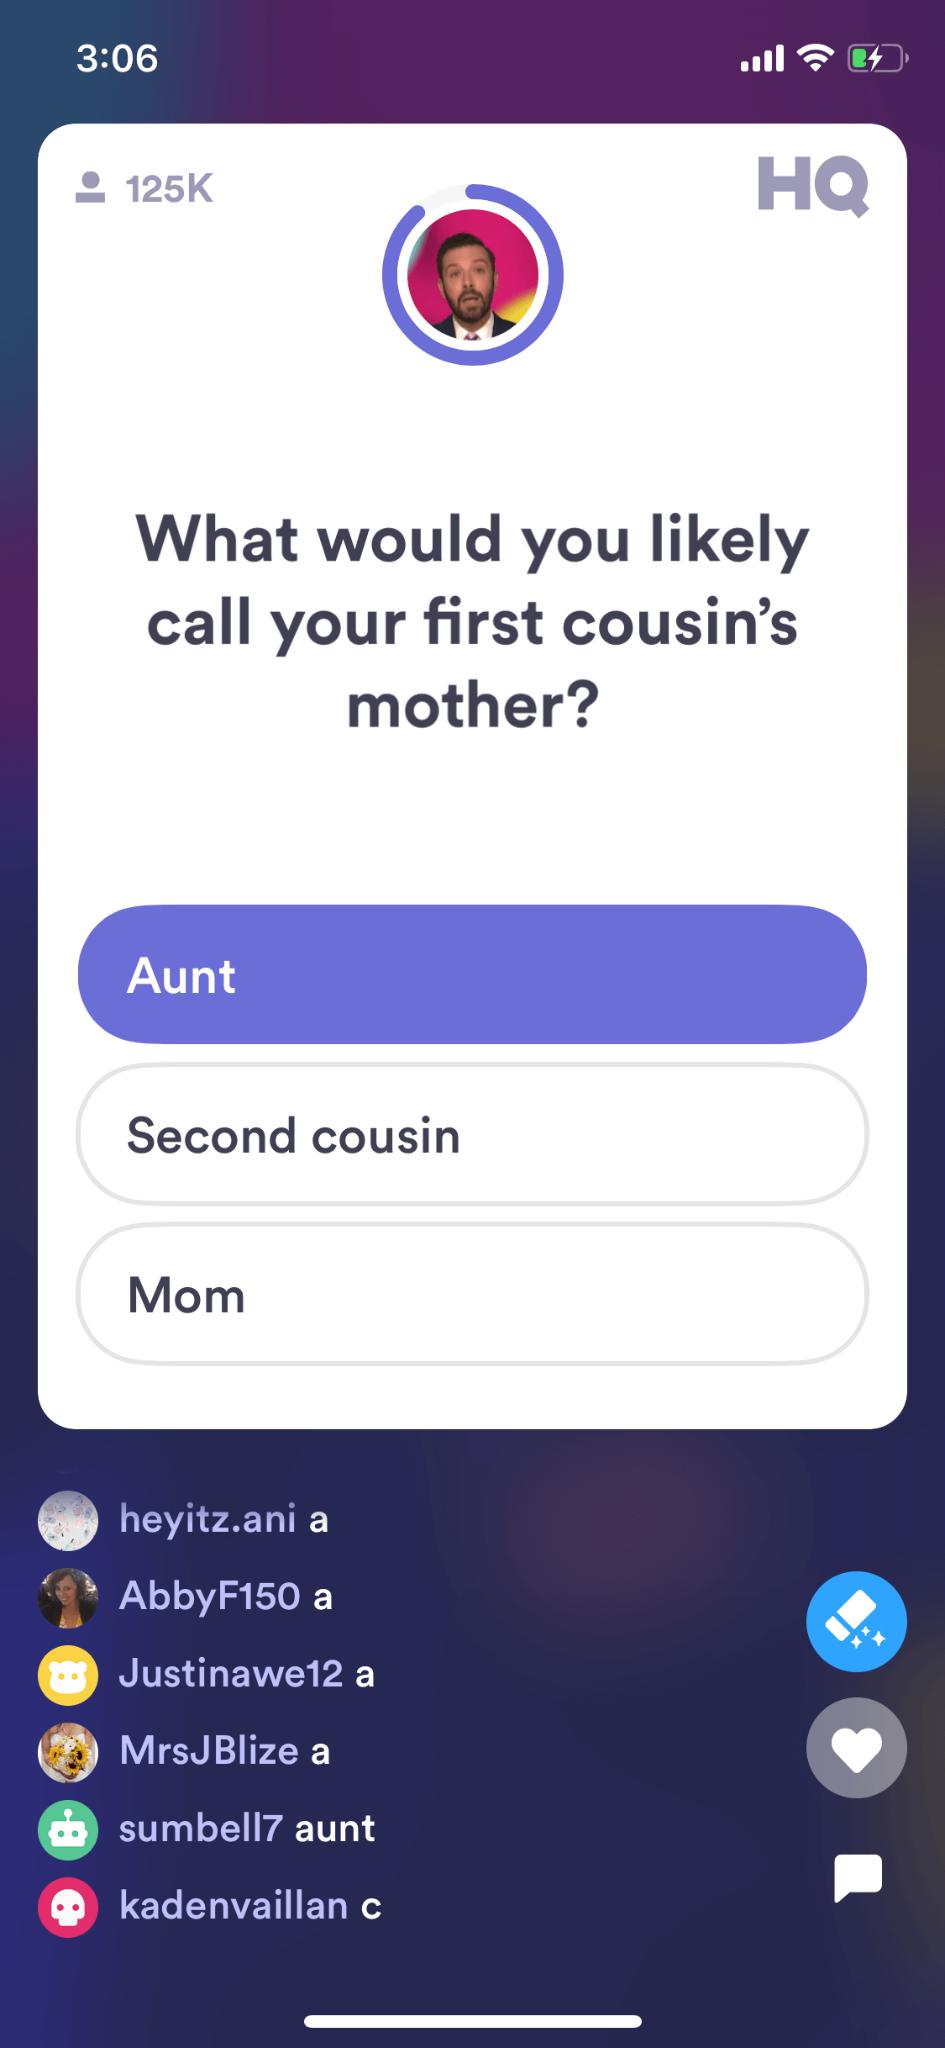 3:06
125K
HQ
What would you likely
call your first cousin’s
mother?
Aunt
Second cousin
Mom
heyitz.ani a
AbbyF150 a
Justinawe12 a
MrsJBlize a
sumbell7 aunt
kadenvaillan c